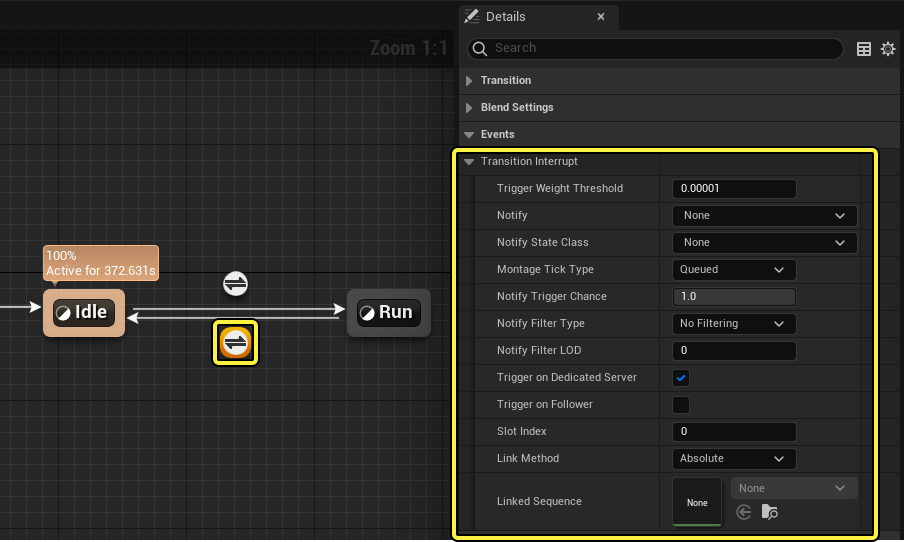 Details
Zoom 1:1
Search
Transition
Blend Settings
Events
Transition Interrupt
Trigger Weight Threshold 0.00001
Notify None
Notify State Class None
Montage Tick Type Queued
Notify Trigger Chance 1.0
Notify Filter Type No Filtering
Notify Filter LOD 0
Trigger on Dedicated Server
Trigger on Follower
Slot Index 0
Link Method Absolute
Linked Sequence None None
100%
Active for 372.631s
Idle
Run